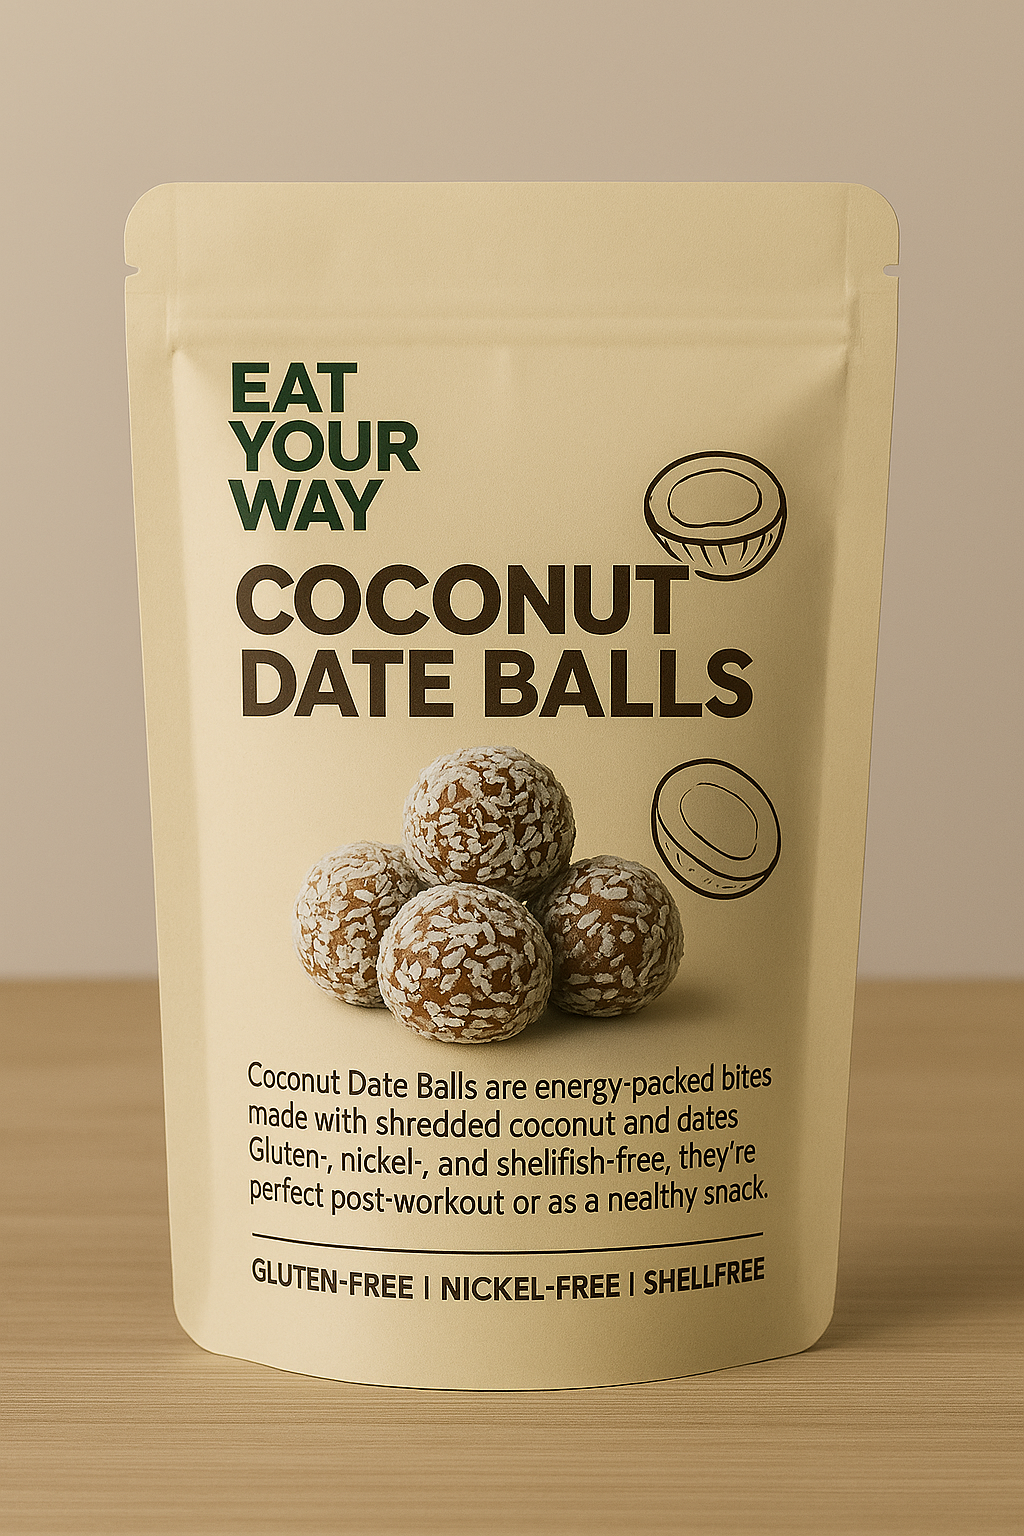 EAT
YOUR
WAY
COCONUT
DATE BALLS
Coconut Date Balls are energy-packed bites
made with shredded coconut and dates
Gluten-, nickel-, and shelifish-free, they're
perfect post-workout or as a nealthy snack.
GLUTEN-FREE | NICKEL-FREE | SHELLFREE